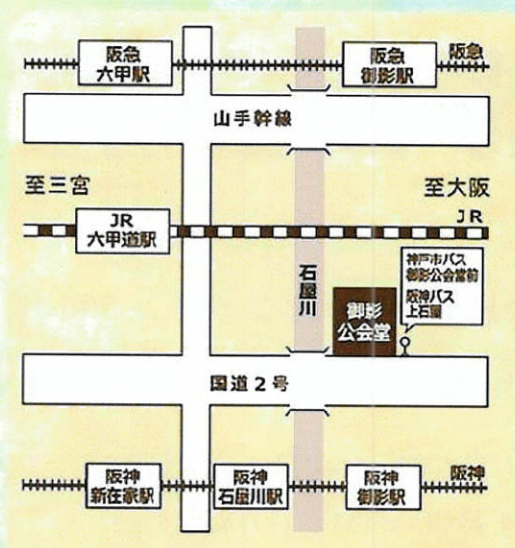 阪急
六甲駅
阪急
御影駅
阪急
山手幹線
至三宮
至大阪
JR
六甲道駅
JR
石屋川
神戸市バス
御影公会堂前
阪神バス
上石屋
御影
公会堂
国道2号
阪神
新在家駅
阪神
石屋川駅
阪神
御影駅
阪神